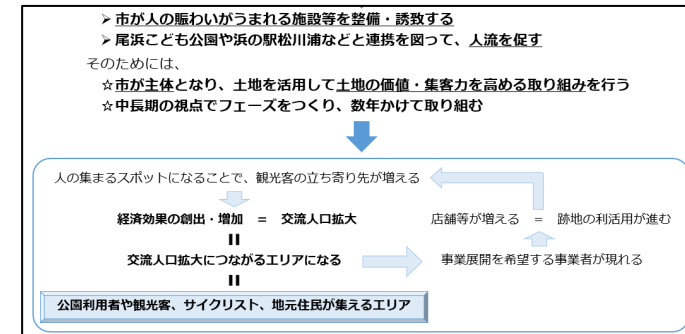 ➢市が人の賑わいがうまれる施設等を整備・誘致する
➢尾浜こども公園や浜の駅松川浦などと連携を図って、人流を促す
そのためには、
☆市が主体となり、土地を活用して土地の価値・集客力を高める取り組みを行う
☆中長期の視点でフェーズをつくり、数年かけて取り組む
人の集まるスポットになることで、観光客の立ち寄り先が増える
経済効果の創出・増加 = 交流人口拡大
店舗等が増える = 跡地の利活用が進む
=
交流人口拡大につながるエリアになる
事業展開を希望する事業者が現れる
=
公園利用者や観光客、サイクリスト、地元住民が集えるエリア